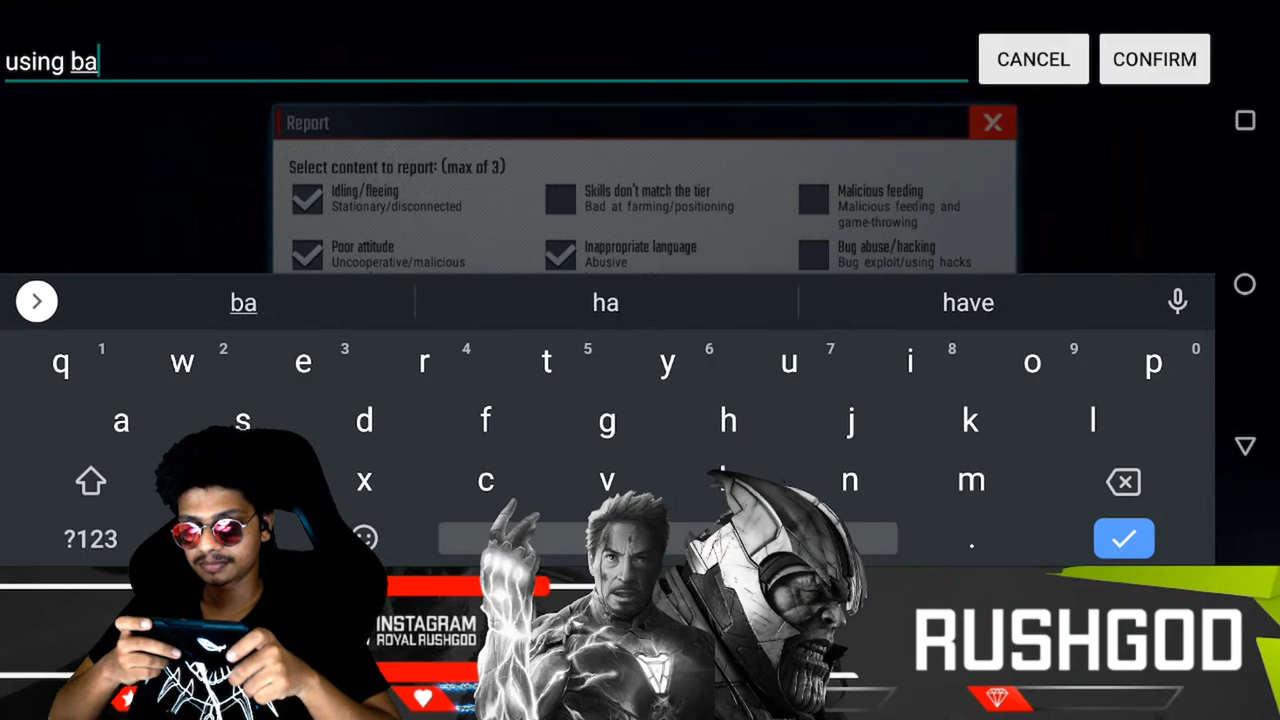 using ba
CANCEL
CONFIRM
Report
Select content to report: (max of 3)
Idling/fleeing
Stationary/disconnected
Skills don't match the tier
Bad at farming/positioning
Malicious feeding
Malicious feeding and
game-throwing
Poor attitude
Uncooperative/malicious
Inappropriate language
Abusive
Bug abuse/hacking
Bug exploit/using hacks
ba
ha
have
q 1 w 2 e 3 r 4 t 5 y 6 u 7 i 8 o 9 p 0
a s d f g h j k l
x c v n m
?123 .
INSTAGRAM
ROYAL RUSHGOD
RUSHGOD